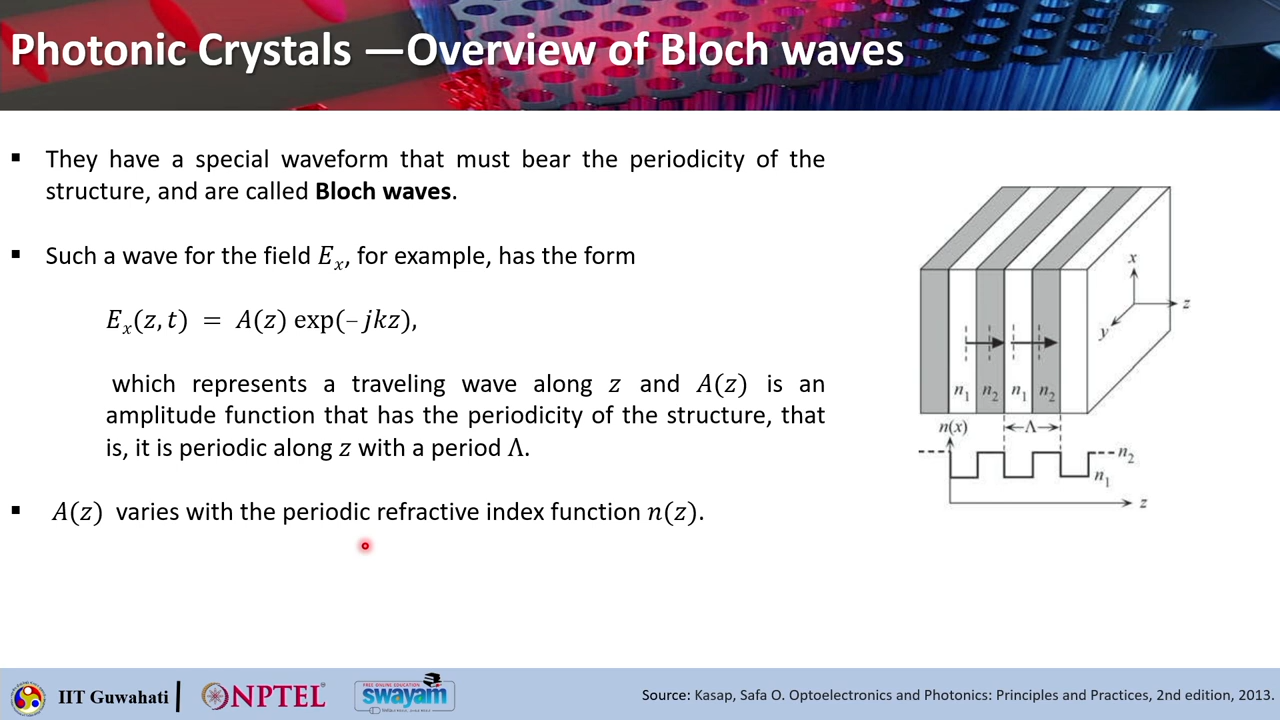 Photonic Crystals —Overview of Bloch waves
▪ They have a special waveform that must bear the periodicity of the
structure, and are called Bloch waves.
▪ Such a wave for the field Eₓ, for example, has the form
Eₓ(z, t) = A(z) exp(− jkz),
which represents a traveling wave along z and A(z) is an
amplitude function that has the periodicity of the structure, that
is, it is periodic along z with a period Λ.
▪ A(z) varies with the periodic refractive index function n(z).
x
z
y
n₁ n₂ n₁ n₂
n(x) Λ
n₂
n₁
z
IIT Guwahati
NPTEL
FREE ONLINE EDUCATION
swayam
Source: Kasap, Safa O. Optoelectronics and Photonics: Principles and Practices, 2nd edition, 2013.